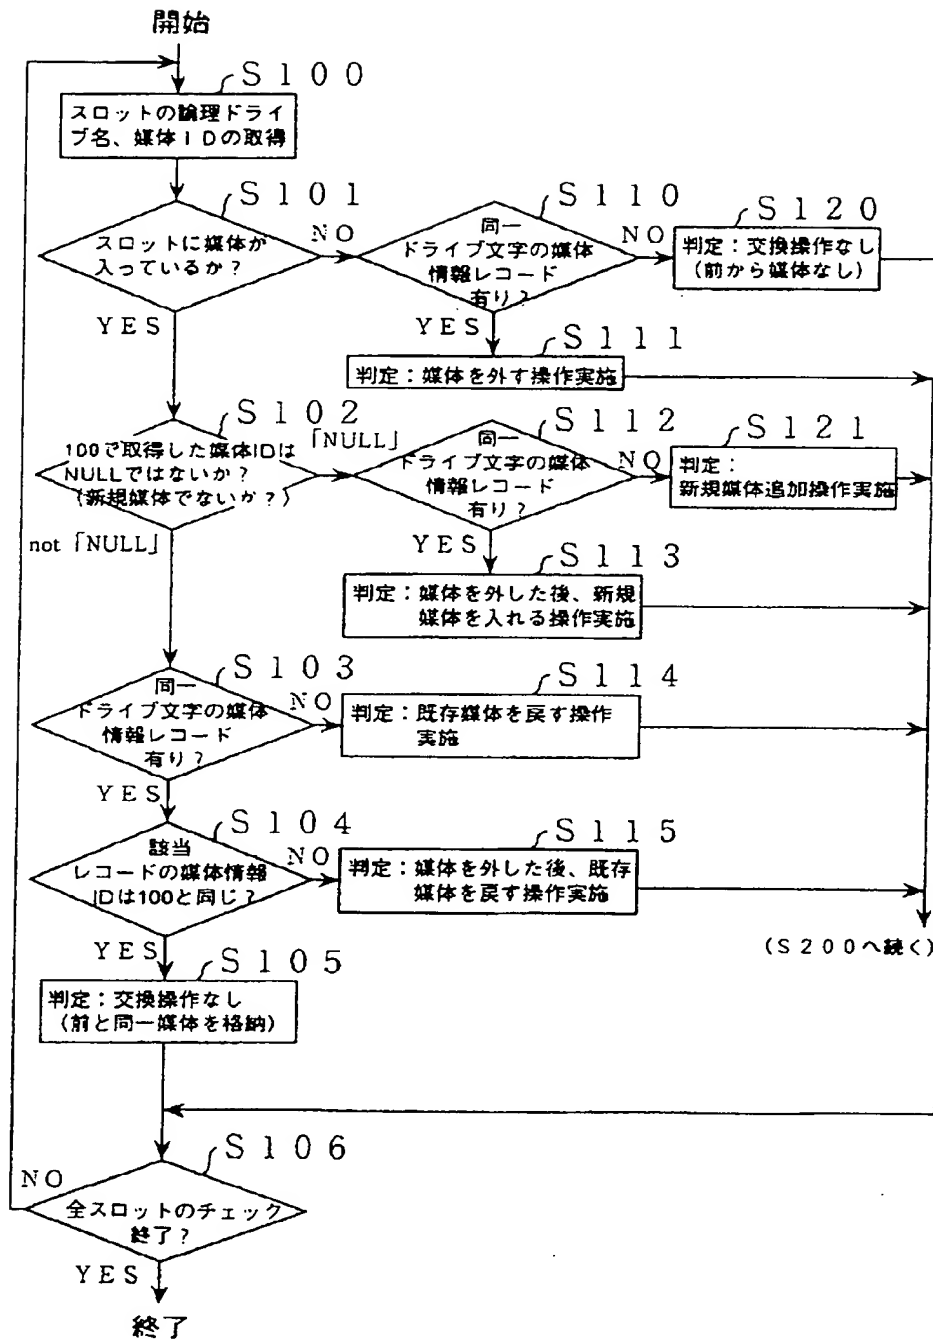 開始
S100
スロットの論理ドライ
ブ名、媒体IDの取得
S101
スロットに媒体が
入っているか?
NO
YES
S110
同一
ドライブ文字の媒体
情報レコード
有り?
NO
YES
S120
判定:交換操作なし
(前から媒体なし)
S111
判定:媒体を外す操作実施
S102
100で取得した媒体IDは
NULLではないか?
(新規媒体でないか?)
「NULL」
not「NULL」
S112
同一
ドライブ文字の媒体
情報レコード
有り?
NO
YES
S121
判定:
新規媒体追加操作実施
S113
判定:媒体を外した後、新規
媒体を入れる操作実施
S103
同一
ドライブ文字の媒体
情報レコード
有り?
NO
YES
S114
判定:既存媒体を戻す操作
実施
S104
該当
レコードの媒体情報
IDは100と同じ?
NO
YES
S115
判定:媒体を外した後、既存
媒体を戻す操作実施
(S200へ続く)
S105
判定:交換操作なし
(前と同一媒体を格納)
S106
全スロットのチェック
終了?
NO
YES
終了